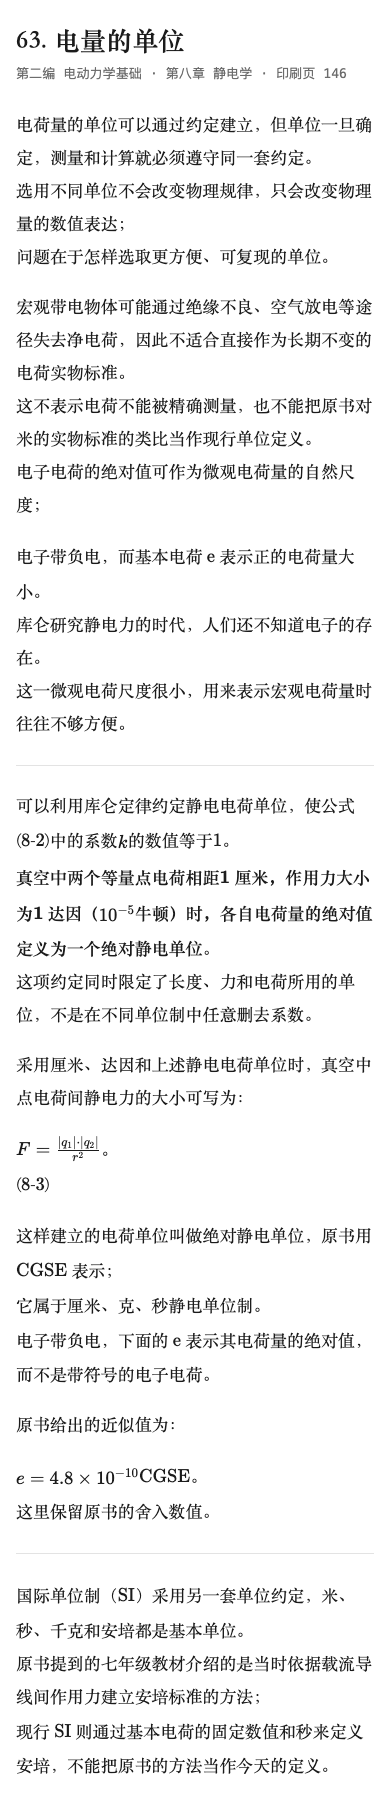 63. 电量的单位
第二编 电动力学基础 · 第八章 静电学 · 印刷页 146
电荷量的单位可以通过约定建立，但单位一旦确
定，测量和计算就必须遵守同一套约定。
选用不同单位不会改变物理规律，只会改变物理
量的数值表达；
问题在于怎样选取更方便、可复现的单位。
宏观带电物体可能通过绝缘不良、空气放电等途
径失去净电荷，因此不适合直接作为长期不变的
电荷实物标准。
这不表示电荷不能被精确测量，也不能把原书对
米的实物标准的类比当作现行单位定义。
电子电荷的绝对值可作为微观电荷量的自然尺
度；
电子带负电，而基本电荷 e 表示正的电荷量大
小。
库仑研究静电力的时代，人们还不知道电子的存
在。
这一微观电荷尺度很小，用来表示宏观电荷量时
往往不够方便。
可以利用库仑定律约定静电电荷单位，使公式
(8-2)中的系数k的数值等于1。
真空中两个等量点电荷相距1 厘米，作用力大小
为1 达因（10⁻⁵牛顿）时，各自电荷量的绝对值
定义为一个绝对静电单位。
这项约定同时限定了长度、力和电荷所用的单
位，不是在不同单位制中任意删去系数。
采用厘米、达因和上述静电电荷单位时，真空中
点电荷间静电力的大小可写为：
F = |q₁|·|q₂| / r²。
(8-3)
这样建立的电荷单位叫做绝对静电单位，原书用
CGSE 表示；
它属于厘米、克、秒静电单位制。
电子带负电，下面的 e 表示其电荷量的绝对值，
而不是带符号的电子电荷。
原书给出的近似值为：
e = 4.8 × 10⁻¹⁰CGSE。
这里保留原书的舍入数值。
国际单位制（SI）采用另一套单位约定，米、
秒、千克和安培都是基本单位。
原书提到的七年级教材介绍的是当时依据载流导
线间作用力建立安培标准的方法；
现行 SI 则通过基本电荷的固定数值和秒来定义
安培，不能把原书的方法当作今天的定义。